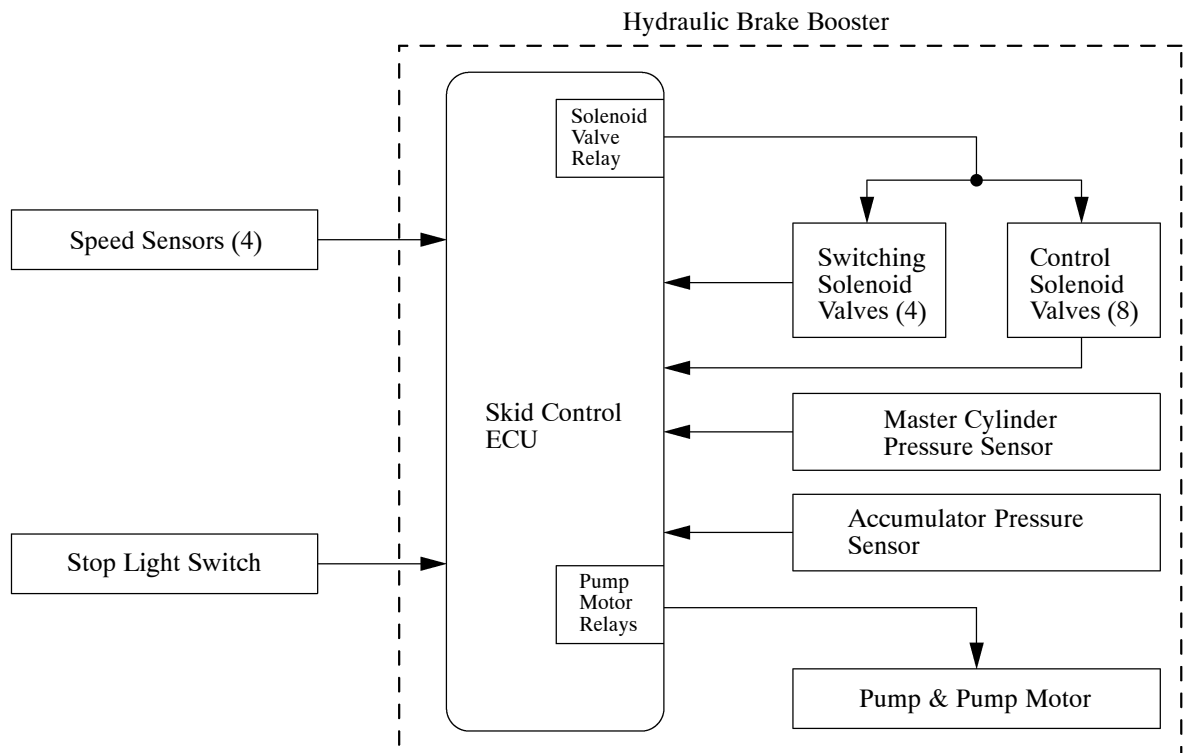 Hydraulic Brake Booster
Solenoid
Valve
Relay
Speed Sensors (4)
Switching
Solenoid
Valves (4)
Control
Solenoid
Valves (8)
Skid Control
ECU
Master Cylinder
Pressure Sensor
Accumulator Pressure
Sensor
Stop Light Switch
Pump
Motor
Relays
Pump & Pump Motor